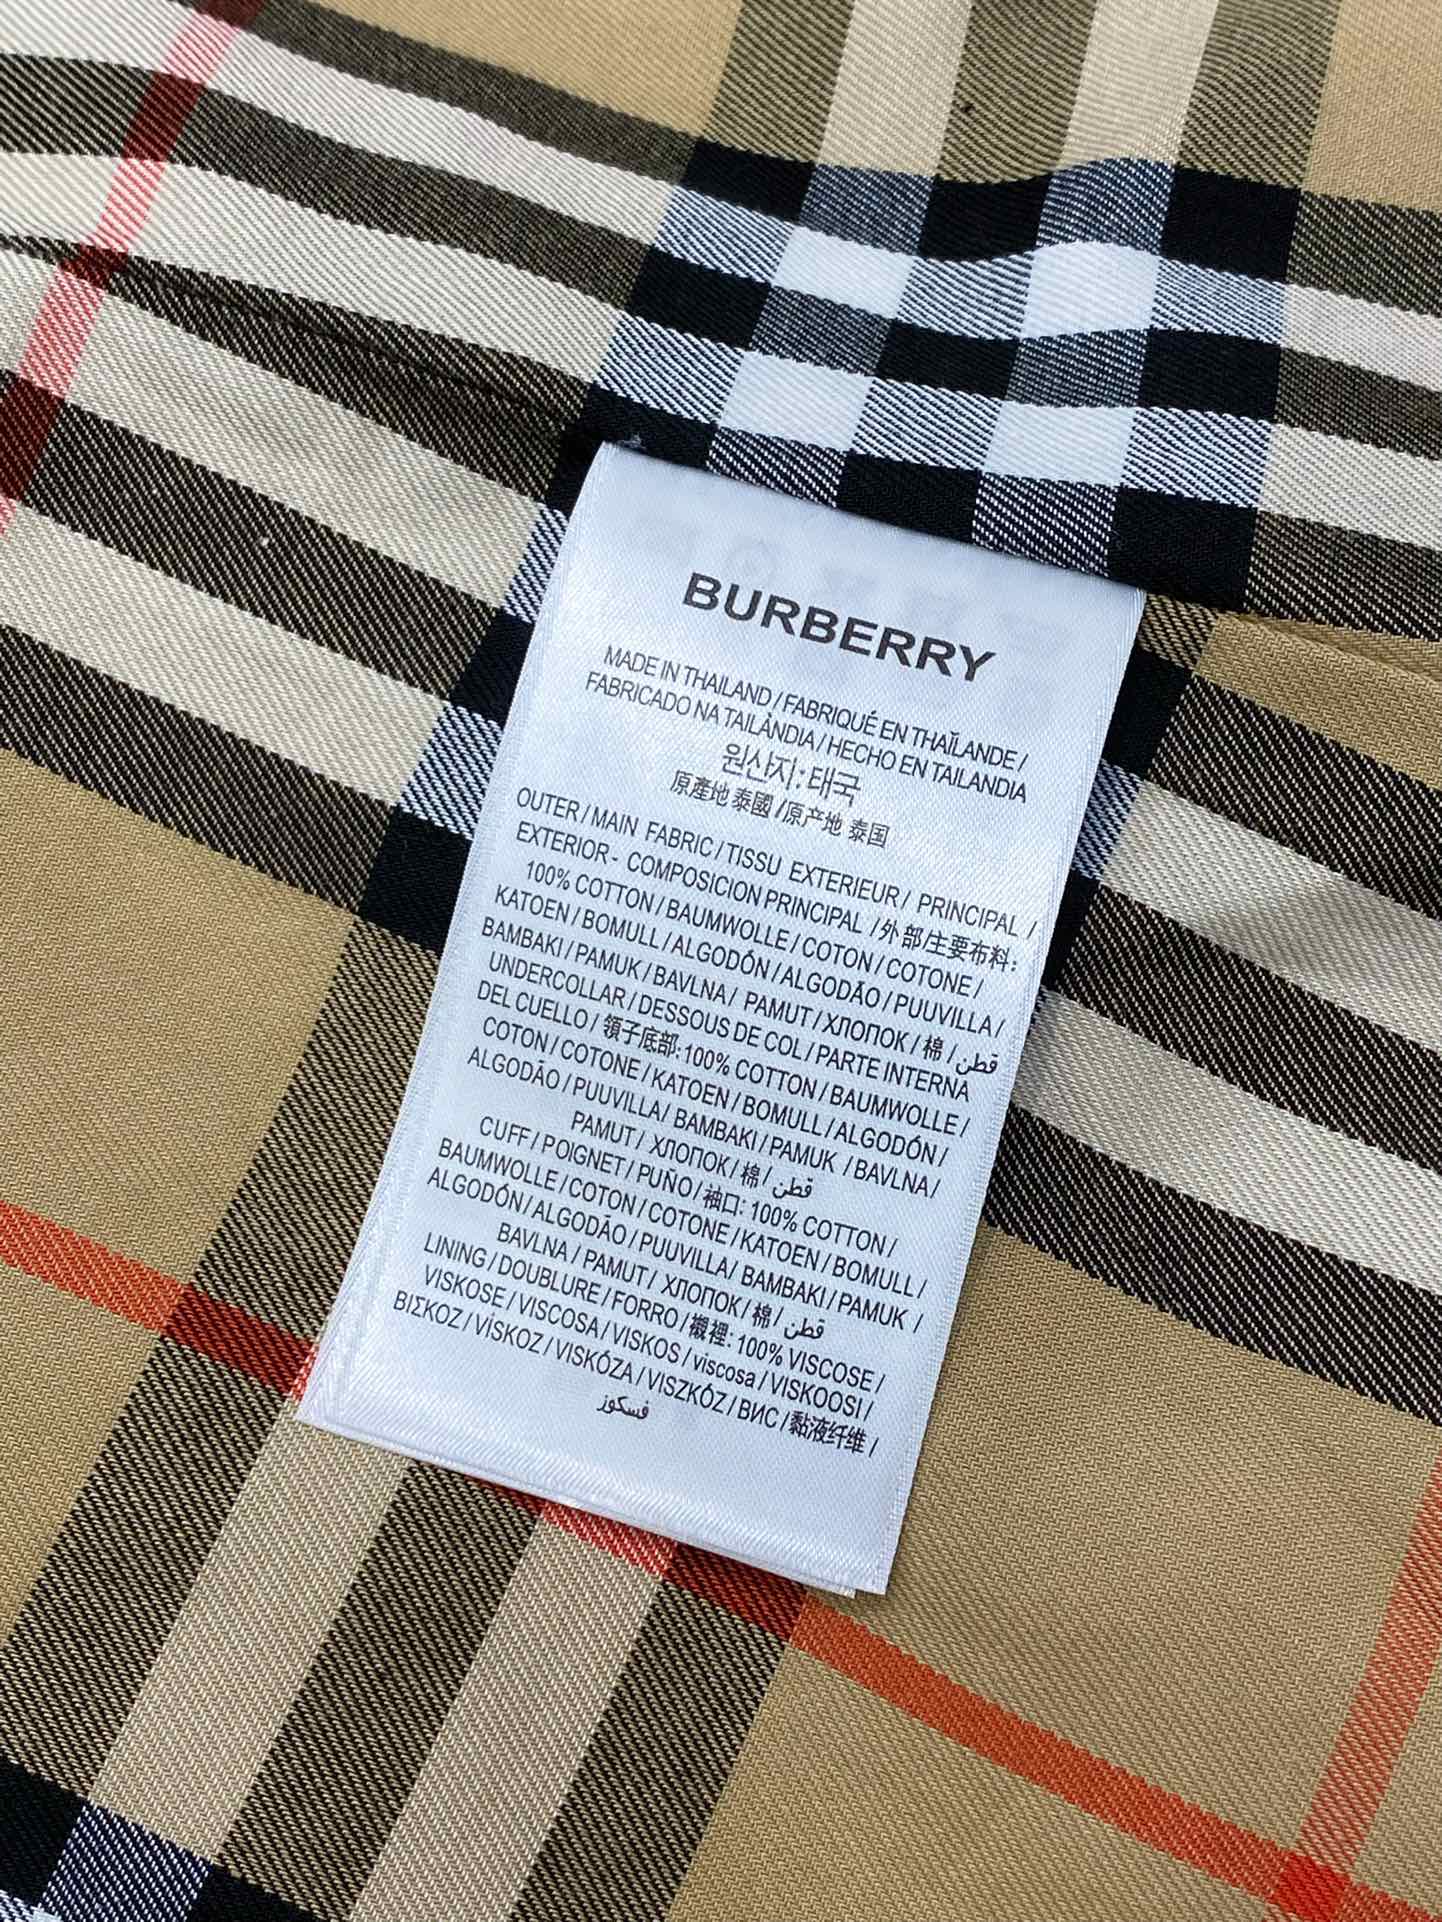 BURBERRY
MADE IN THAILAND / FABRIQUÉ EN THAÏLANDE /
FABRICADO NA TAILÂNDIA / HECHO EN TAILANDIA
원산지: 태국
原產地 泰國 / 原产地 泰国
OUTER / MAIN FABRIC / TISSU EXTERIEUR / PRINCIPAL /
EXTERIOR - COMPOSICION PRINCIPAL / 外部/主要布料:
100% COTTON / BAUMWOLLE / COTON / COTONE /
KATOEN / BOMULL / ALGODÓN / ALGODÃO / PUUVILLA /
BAMBAKI / PAMUK / BAVLNA / PAMUT / ХЛОПОК / 棉 / قطن
UNDERCOLLAR / DESSOUS DE COL / PARTE INTERNA
DEL CUELLO / 領子底部: 100% COTTON / BAUMWOLLE /
COTON / COTONE / KATOEN / BOMULL / ALGODÓN /
ALGODÃO / PUUVILLA / BAMBAKI / PAMUK / BAVLNA /
PAMUT / ХЛОПОК / 棉 / قطن
CUFF / POIGNET / PUÑO / 袖口: 100% COTTON /
BAUMWOLLE / COTON / COTONE / KATOEN / BOMULL /
ALGODÓN / ALGODÃO / PUUVILLA / BAMBAKI / PAMUK /
BAVLNA / PAMUT / ХЛОПОК / 棉 / قطن
LINING / DOUBLURE / FORRO / 襯裡: 100% VISCOSE /
VISKOSE / VISCOSA / VISKOS / viscosa / VISKOOSI /
ΒΙΣΚΟΖ / VÍSKOZ / VISKÓZA / VISZKÓZ / ВИС / 黏液纤维 /
فسكوز